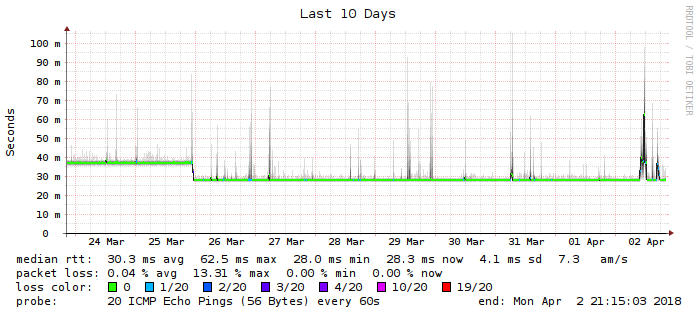 Last 10 Days
RRDTOOL / TOBI OETIKER
Seconds
100 m
90 m
80 m
70 m
60 m
50 m
40 m
30 m
20 m
10 m
0
24 Mar 25 Mar 26 Mar 27 Mar 28 Mar 29 Mar 30 Mar 31 Mar 01 Apr 02 Apr
median rtt: 30.3 ms avg 62.5 ms max 28.0 ms min 28.3 ms now 4.1 ms sd 7.3 am/s
packet loss: 0.04 % avg 13.31 % max 0.00 % min 0.00 % now
loss color: 0 1/20 2/20 3/20 4/20 10/20 19/20
probe: 20 ICMP Echo Pings (56 Bytes) every 60s end: Mon Apr 2 21:15:03 2018